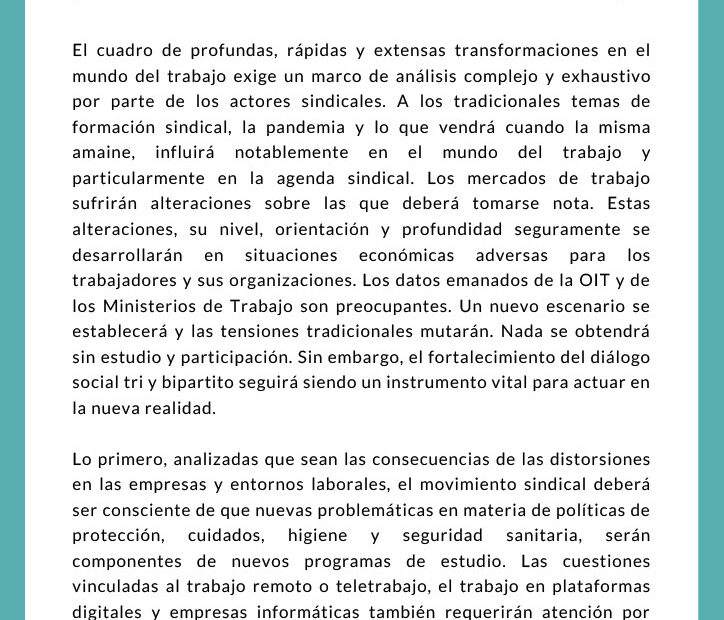 El cuadro de profundas, rápidas y extensas transformaciones en el
mundo del trabajo exige un marco de análisis complejo y exhaustivo
por parte de los actores sindicales. A los tradicionales temas de
formación sindical, la pandemia y lo que vendrá cuando la misma
amaine, influirá notablemente en el mundo del trabajo y
particularmente en la agenda sindical. Los mercados de trabajo
sufrirán alteraciones sobre las que deberá tomarse nota. Estas
alteraciones, su nivel, orientación y profundidad seguramente se
desarrollarán en situaciones económicas adversas para los
trabajadores y sus organizaciones. Los datos emanados de la OIT y de
los Ministerios de Trabajo son preocupantes. Un nuevo escenario se
establecerá y las tensiones tradicionales mutarán. Nada se obtendrá
sin estudio y participación. Sin embargo, el fortalecimiento del diálogo
social tri y bipartito seguirá siendo un instrumento vital para actuar en
la nueva realidad.
Lo primero, analizadas que sean las consecuencias de las distorsiones
en las empresas y entornos laborales, el movimiento sindical deberá
ser consciente de que nuevas problemáticas en materia de políticas de
protección, cuidados, higiene y seguridad sanitaria, serán
componentes de nuevos programas de estudio. Las cuestiones
vinculadas al trabajo remoto o teletrabajo, el trabajo en plataformas
digitales y empresas informáticas también requerirán atención por